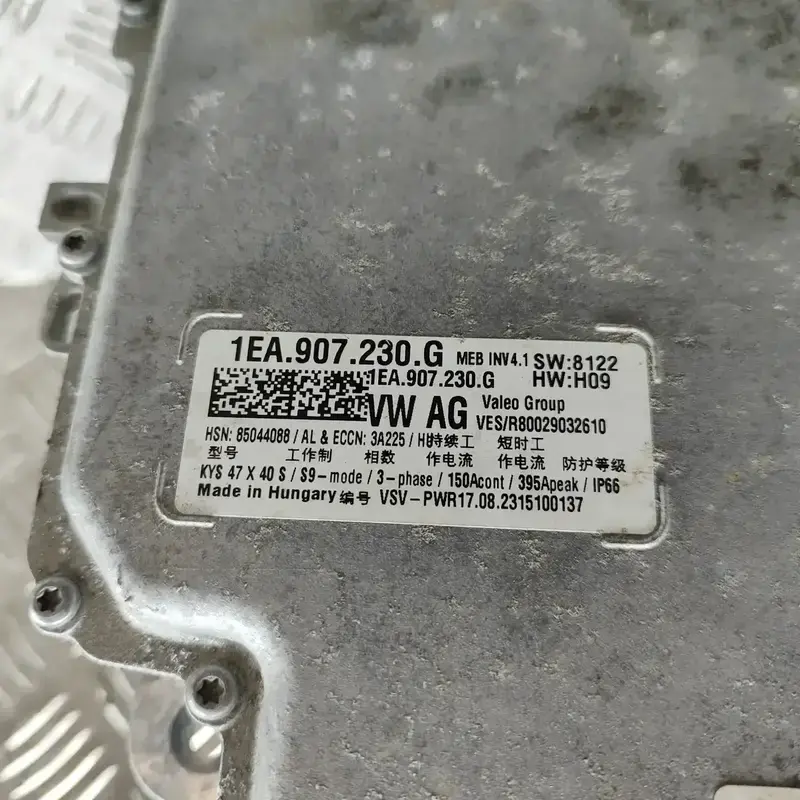 1EA.907.230.G MEB INV4.1 SW:8122
1EA.907.230.G HW:H09
VW AG Valeo Group
VES/R80029032610
HSN: 85044088 / AL & ECCN: 3A225 / H 持续工 短时工
型号 工作制 相数 作电流 作电流 防护等级
KYS 47 X 40 S / S9-mode / 3-phase / 150Acont / 395Apeak / IP66
Made in Hungary 编号 VSV-PWR17.08.2315100137